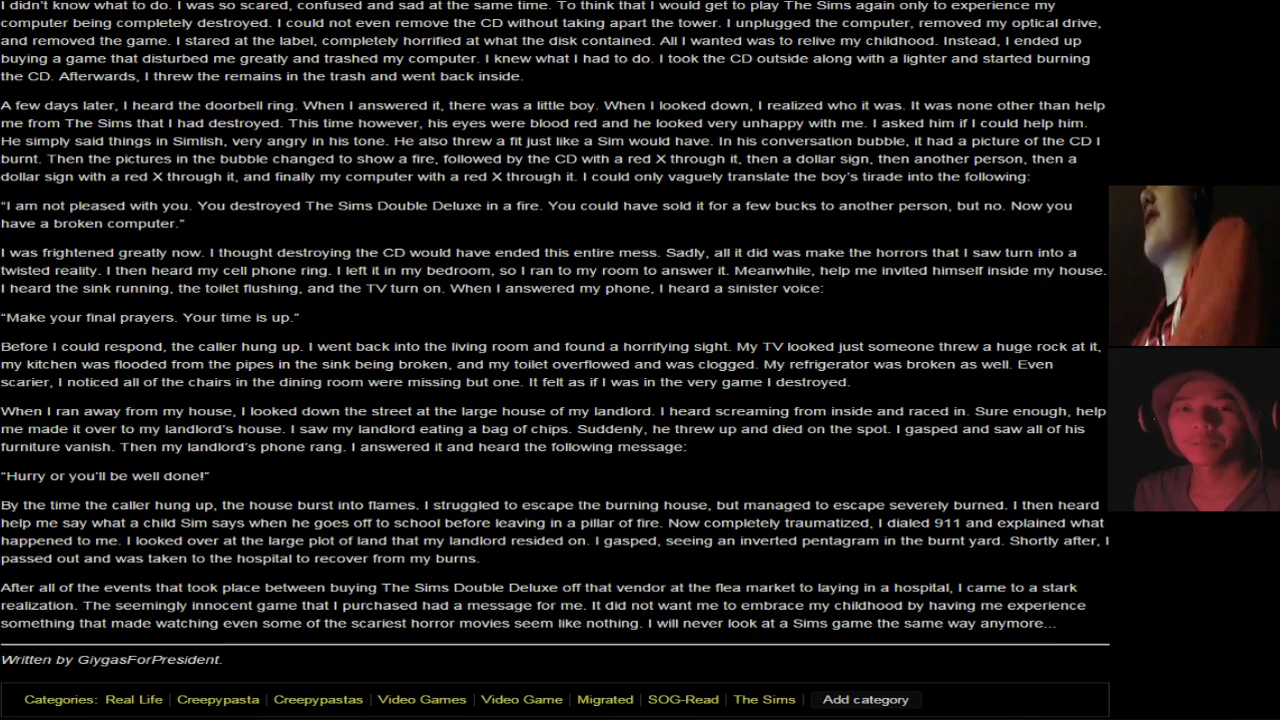 I didn't know what to do. I was so scared, confused and sad at the same time. To think that I would get to play The Sims again only to experience my
computer being completely destroyed. I could not even remove the CD without taking apart the tower. I unplugged the computer, removed my optical drive,
and removed the game. I stared at the label, completely horrified at what the disk contained. All I wanted was to relive my childhood. Instead, I ended up
buying a game that disturbed me greatly and trashed my computer. I knew what I had to do. I took the CD outside along with a lighter and started burning
the CD. Afterwards, I threw the remains in the trash and went back inside.
A few days later, I heard the doorbell ring. When I answered it, there was a little boy. When I looked down, I realized who it was. It was none other than help
me from The Sims that I had destroyed. This time however, his eyes were blood red and he looked very unhappy with me. I asked him if I could help him.
He simply said things in Simlish, very angry in his tone. He also threw a fit just like a Sim would have. In his conversation bubble, it had a picture of the CD I
burnt. Then the pictures in the bubble changed to show a fire, followed by the CD with a red X through it, then a dollar sign, then another person, then a
dollar sign with a red X through it, and finally my computer with a red X through it. I could only vaguely translate the boy's tirade into the following:
“I am not pleased with you. You destroyed The Sims Double Deluxe in a fire. You could have sold it for a few bucks to another person, but no. Now you
have a broken computer.”
I was frightened greatly now. I thought destroying the CD would have ended this entire mess. Sadly, all it did was make the horrors that I saw turn into a
twisted reality. I then heard my cell phone ring. I left it in my bedroom, so I ran to my room to answer it. Meanwhile, help me invited himself inside my house.
I heard the sink running, the toilet flushing, and the TV turn on. When I answered my phone, I heard a sinister voice:
“Make your final prayers. Your time is up.”
Before I could respond, the caller hung up. I went back into the living room and found a horrifying sight. My TV looked just someone threw a huge rock at it,
my kitchen was flooded from the pipes in the sink being broken, and my toilet overflowed and was clogged. My refrigerator was broken as well. Even
scarier, I noticed all of the chairs in the dining room were missing but one. It felt as if I was in the very game I destroyed.
When I ran away from my house, I looked down the street at the large house of my landlord. I heard screaming from inside and raced in. Sure enough, help
me made it over to my landlord's house. I saw my landlord eating a bag of chips. Suddenly, he threw up and died on the spot. I gasped and saw all of his
furniture vanish. Then my landlord's phone rang. I answered it and heard the following message:
“Hurry or you'll be well done!”
By the time the caller hung up, the house burst into flames. I struggled to escape the burning house, but managed to escape severely burned. I then heard
help me say what a child Sim says when he goes off to school before leaving in a pillar of fire. Now completely traumatized, I dialed 911 and explained what
happened to me. I looked over at the large plot of land that my landlord resided on. I gasped, seeing an inverted pentagram in the burnt yard. Shortly after, I
passed out and was taken to the hospital to recover from my burns.
After all of the events that took place between buying The Sims Double Deluxe off that vendor at the flea market to laying in a hospital, I came to a stark
realization. The seemingly innocent game that I purchased had a message for me. It did not want me to embrace my childhood by having me experience
something that made watching even some of the scariest horror movies seem like nothing. I will never look at a Sims game the same way anymore...
Written by GiygasForPresident.
Categories: Real Life | Creepypasta | Creepypastas | Video Games | Video Game | Migrated | SOG-Read | The Sims | Add category